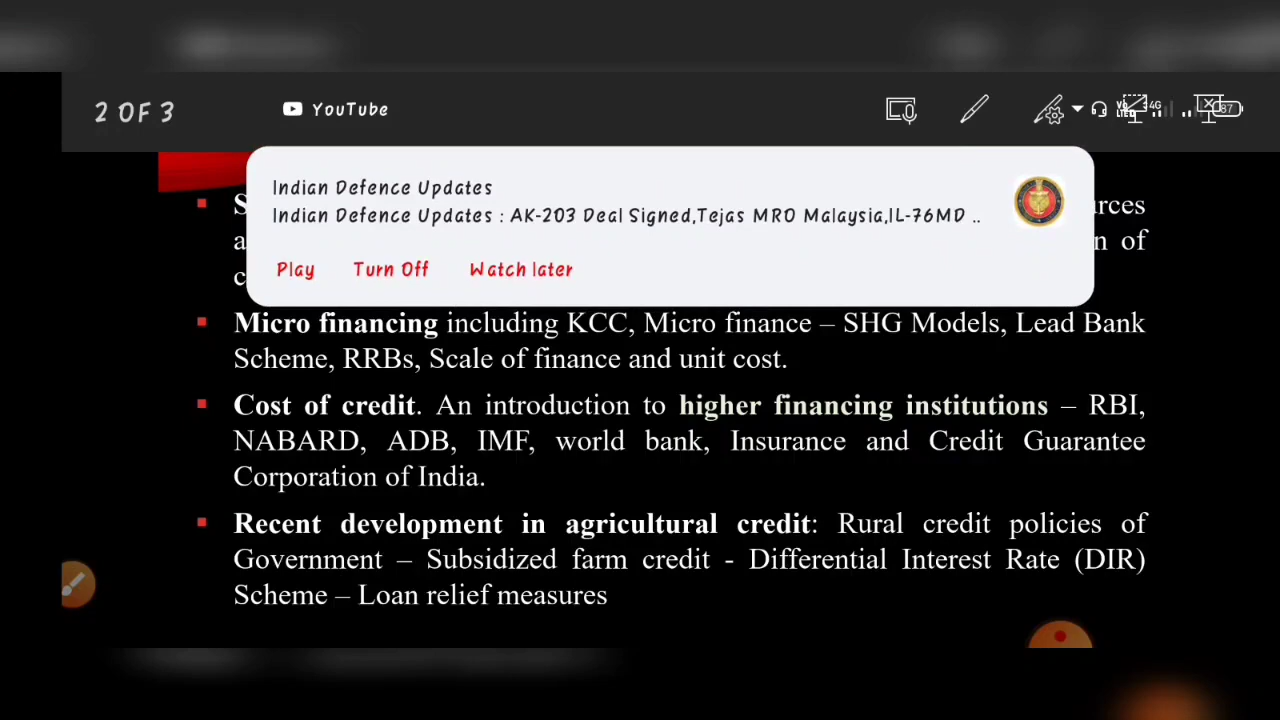 2 OF 3
YouTube
4G
87
Indian Defence Updates
Indian Defence Updates : AK-203 Deal Signed,Tejas MRO Malaysia,IL-76MD ..
Play Turn Off Watch later
S
a n of
c
Micro financing including KCC, Micro finance – SHG Models, Lead Bank
Scheme, RRBs, Scale of finance and unit cost.
Cost of credit. An introduction to higher financing institutions – RBI,
NABARD, ADB, IMF, world bank, Insurance and Credit Guarantee
Corporation of India.
Recent development in agricultural credit: Rural credit policies of
Government – Subsidized farm credit - Differential Interest Rate (DIR)
Scheme – Loan relief measures